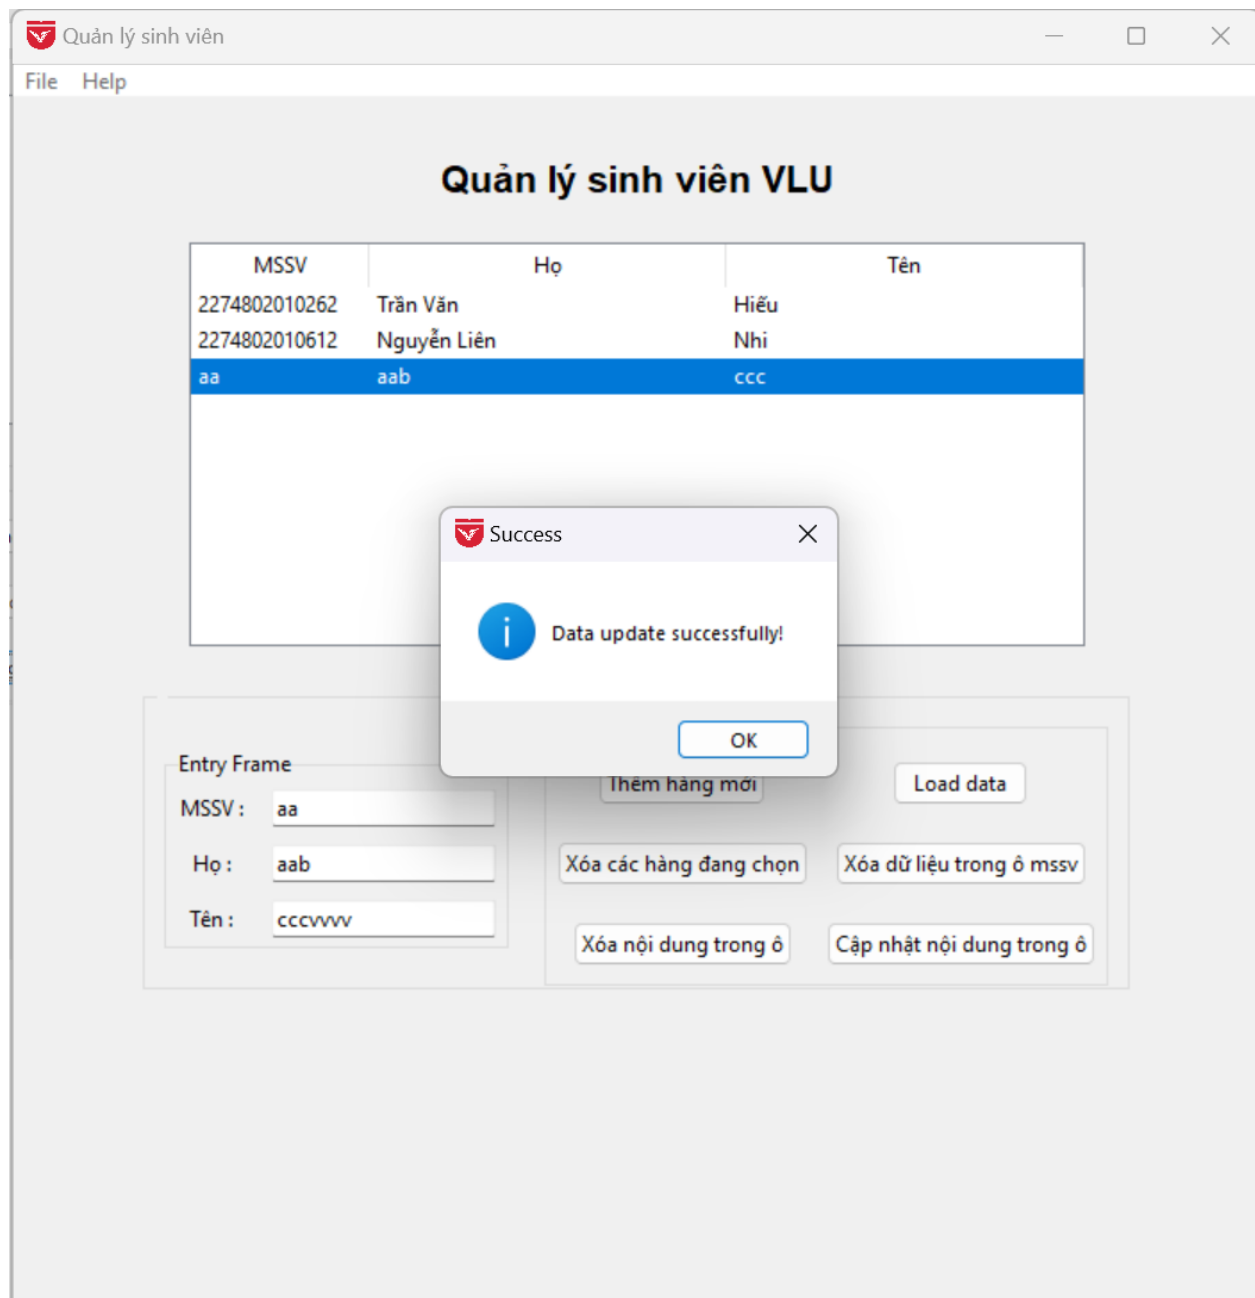 Quản lý sinh viên
File Help
Quản lý sinh viên VLU
MSSV Họ Tên
2274802010262 Trần Văn Hiếu
2274802010612 Nguyễn Liên Nhi
aa aab ccc
Success
Data update successfully!
OK
Entry Frame
MSSV : aa
Họ : aab
Tên : cccvvvv
Thêm hàng mới Load data
Xóa các hàng đang chọn Xóa dữ liệu trong ô mssv
Xóa nội dung trong ô Cập nhật nội dung trong ô